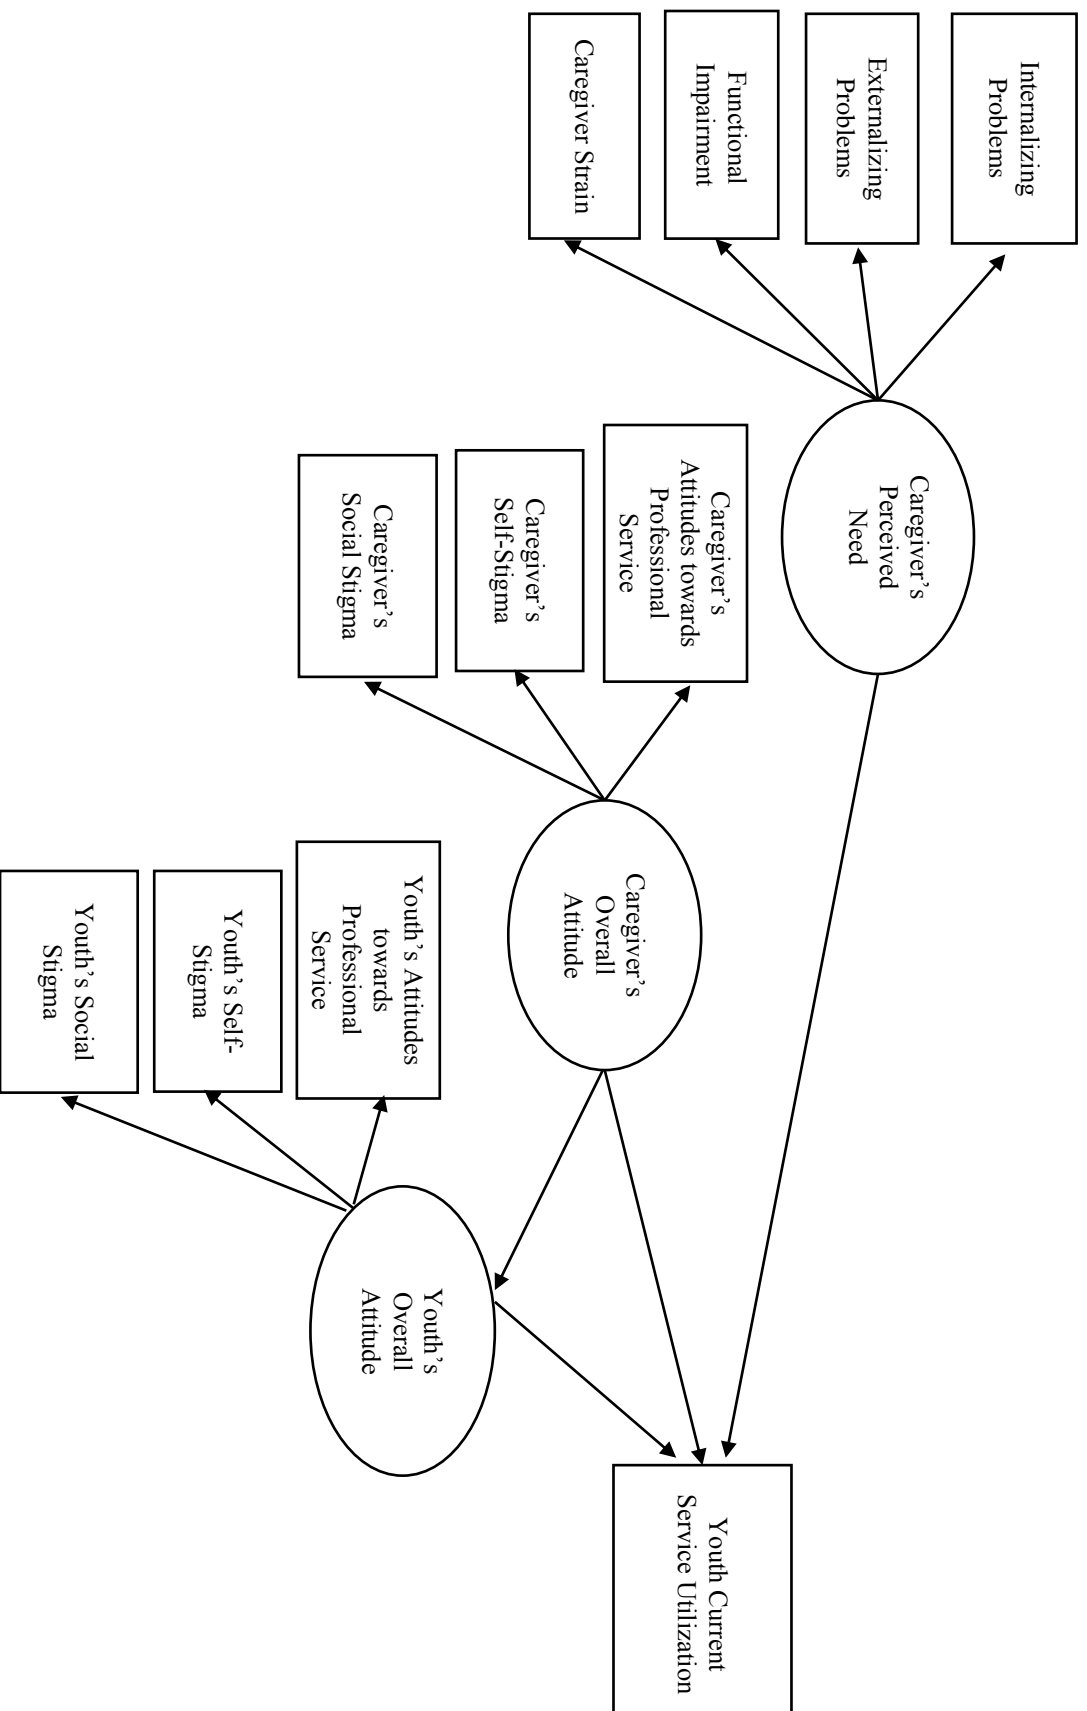 Internalizing
Problems
Externalizing
Problems
Functional
Impairment
Caregiver Strain
Caregiver’s
Perceived
Need
Caregiver’s
Attitudes towards
Professional
Service
Caregiver’s
Self-Stigma
Caregiver’s
Social Stigma
Caregiver’s
Overall
Attitude
Youth’s Attitudes
towards
Professional
Service
Youth’s Self-
Stigma
Youth’s Social
Stigma
Youth’s
Overall
Attitude
Youth Current
Service Utilization